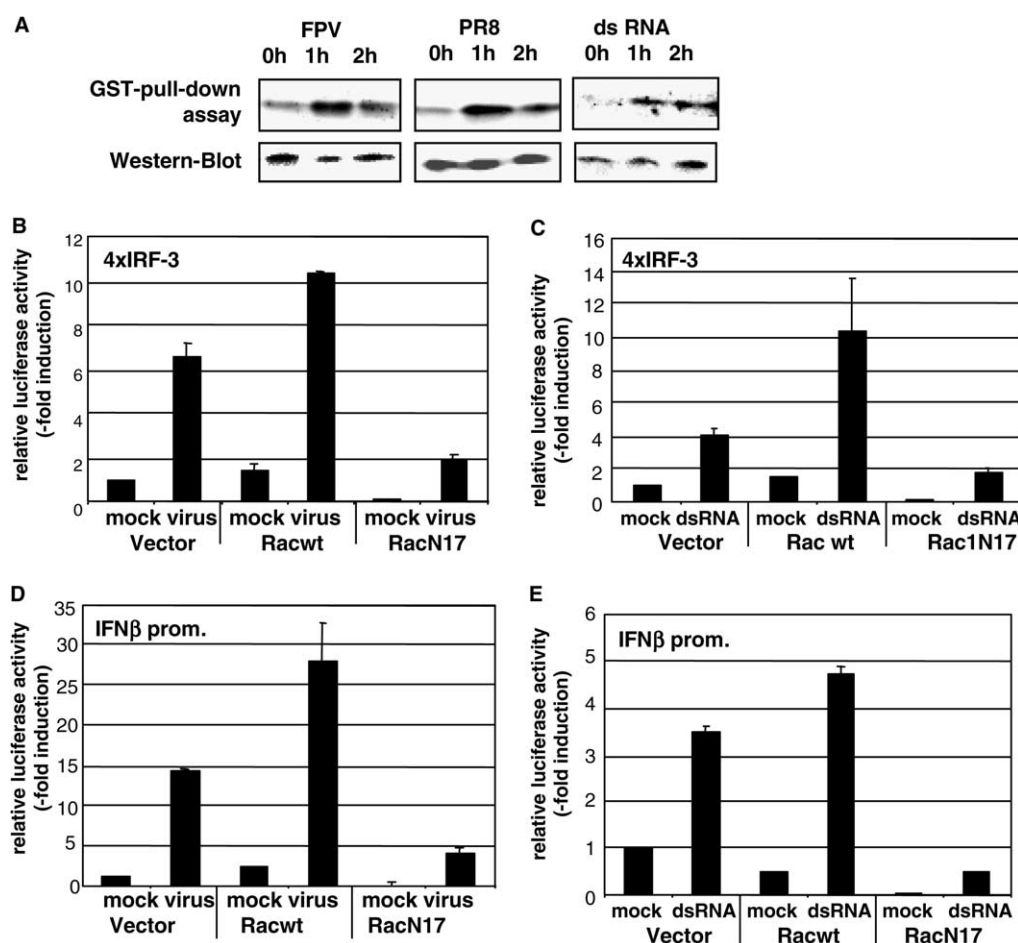 A
FPV PR8 ds RNA
0h 1h 2h 0h 1h 2h 0h 1h 2h
GST-pull-down
assay
Western-Blot
B
4xIRF-3
relative luciferase activity
(-fold induction)
12
10
8
6
4
2
0
mock virus mock virus mock virus
Vector Racwt RacN17
C
4xIRF-3
relative luciferase activity
(-fold induction)
16
14
12
10
8
6
4
2
0
mock dsRNA mock dsRNA mock dsRNA
Vector Rac wt Rac1N17
D
IFNβ prom.
relative luciferase activity
(-fold induction)
35
30
25
20
15
10
5
0
mock virus mock virus mock virus
Vector Racwt RacN17
E
IFNβ prom.
relative luciferase activity
(-fold induction)
6
5
4
3
2
1
0
mock dsRNA mock dsRNA mock dsRNA
Vector Racwt RacN17